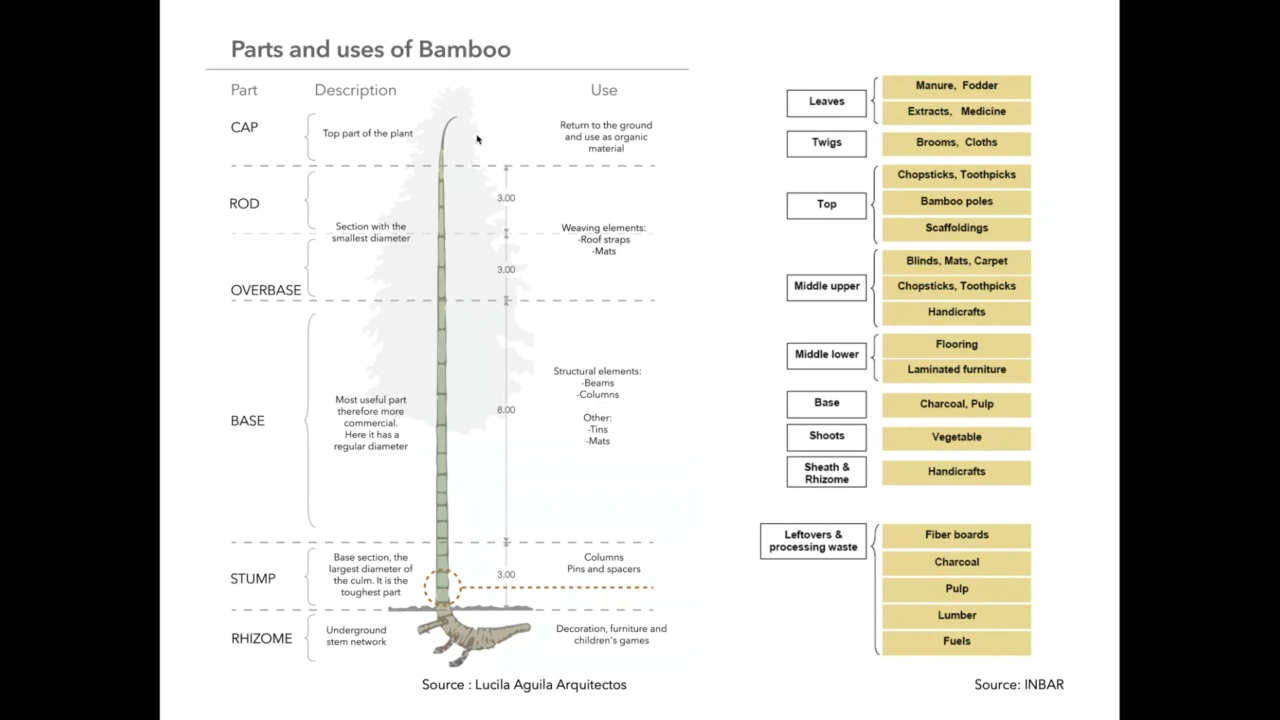 Parts and uses of Bamboo
Part
Description
Use
CAP
Top part of the plant
Return to the ground
and use as organic
material
ROD
3.00
Section with the
smallest diameter
Weaving elements:
-Roof straps
-Mats
OVERBASE
3.00
BASE
Most useful part
therefore more
commercial.
Here it has a
regular diameter
8.00
Structural elements:
-Beams
-Columns
Other:
-Tins
-Mats
STUMP
Base section, the
largest diameter of
the culm. It is the
toughest part
3.00
Columns
Pins and spacers
RHIZOME
Underground
stem network
Decoration, furniture and
children's games
Source : Lucila Aguila Arquitectos
Leaves
Manure, Fodder
Extracts, Medicine
Twigs
Brooms, Cloths
Top
Chopsticks, Toothpicks
Bamboo poles
Scaffoldings
Middle upper
Blinds, Mats, Carpet
Chopsticks, Toothpicks
Handicrafts
Middle lower
Flooring
Laminated furniture
Base
Charcoal, Pulp
Shoots
Vegetable
Sheath &
Rhizome
Handicrafts
Leftovers &
processing waste
Fiber boards
Charcoal
Pulp
Lumber
Fuels
Source: INBAR